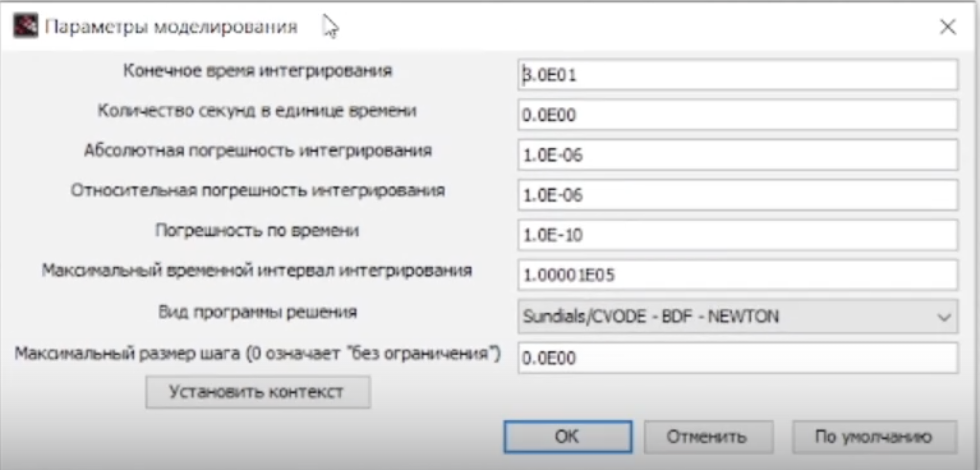 Параметры моделирования
Конечное время интегрирования 3.0E01
Количество секунд в единице времени 0.0E00
Абсолютная погрешность интегрирования 1.0E-06
Относительная погрешность интегрирования 1.0E-06
Погрешность по времени 1.0E-10
Максимальный временной интервал интегрирования 1.00001E05
Вид программы решения Sundials/CVODE - BDF - NEWTON
Максимальный размер шага (0 означает "без ограничения") 0.0E00
Установить контекст
OK Отменить По умолчанию